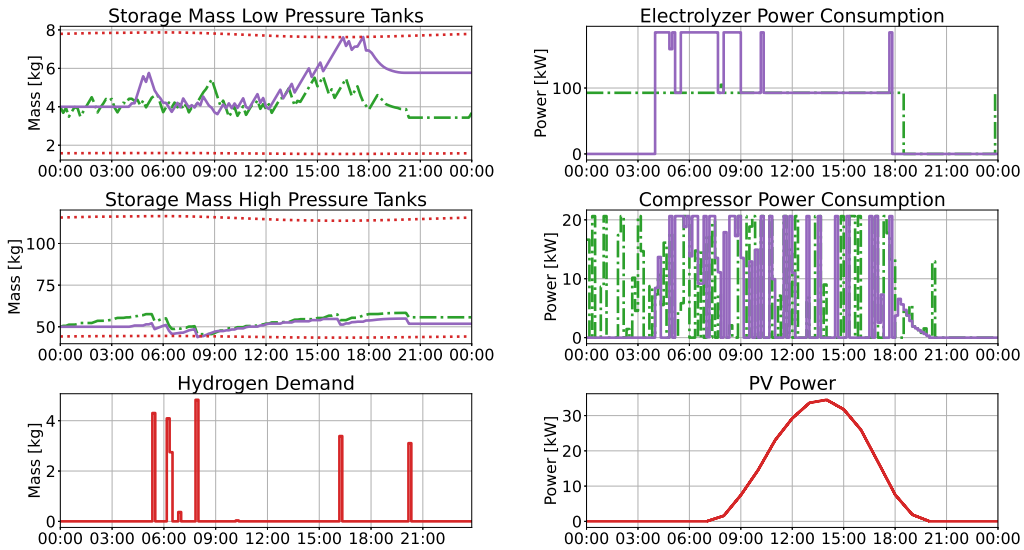 Storage Mass Low Pressure Tanks
Mass [kg]
8
6
4
2
00:00 03:00 06:00 09:00 12:00 15:00 18:00 21:00 00:00
Electrolyzer Power Consumption
Power [kW]
100
0
00:00 03:00 06:00 09:00 12:00 15:00 18:00 21:00 00:00
Storage Mass High Pressure Tanks
Mass [kg]
100
75
50
00:00 03:00 06:00 09:00 12:00 15:00 18:00 21:00 00:00
Compressor Power Consumption
Power [kW]
20
10
0
00:00 03:00 06:00 09:00 12:00 15:00 18:00 21:00 00:00
Hydrogen Demand
Mass [kg]
4
2
0
00:00 03:00 06:00 09:00 12:00 15:00 18:00 21:00
PV Power
Power [kW]
30
20
10
0
00:00 03:00 06:00 09:00 12:00 15:00 18:00 21:00 00:00